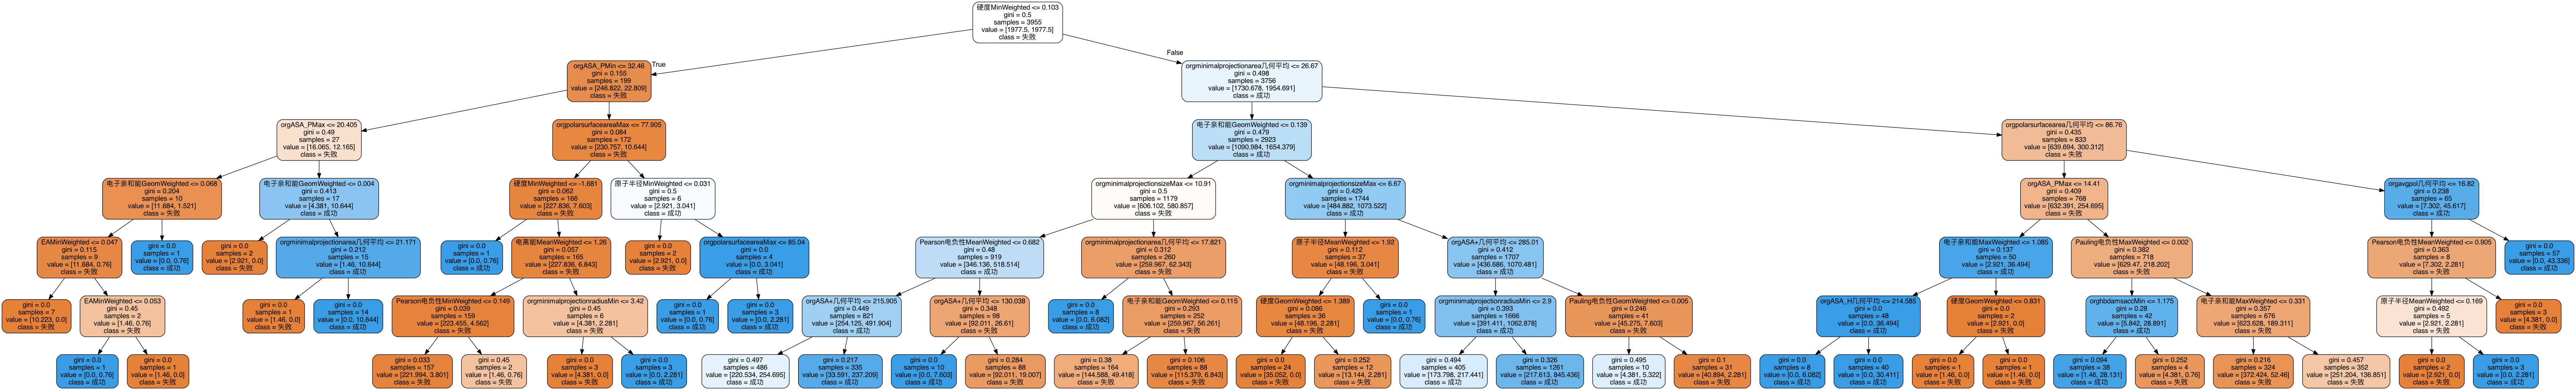 硬度MinWeighted <= 0.103
gini = 0.5
samples = 3955
value = [1977.5, 1977.5]
class = 失败
True
False
orgASA_PMin <= 32.46
gini = 0.155
samples = 199
value = [246.822, 22.809]
class = 失败
orgminimalprojectionarea几何平均 <= 26.67
gini = 0.498
samples = 3756
value = [1730.678, 1954.691]
class = 成功
orgASA_PMax <= 20.405
gini = 0.49
samples = 27
value = [16.065, 12.165]
class = 失败
orgpolarsurfaceareaMax <= 77.905
gini = 0.084
samples = 172
value = [230.757, 10.644]
class = 失败
电子亲和能GeomWeighted <= 0.139
gini = 0.479
samples = 2923
value = [1090.984, 1654.379]
class = 成功
orgpolarsurfacearea几何平均 <= 86.76
gini = 0.435
samples = 833
value = [639.694, 300.312]
class = 失败
电子亲和能GeomWeighted <= 0.068
gini = 0.204
samples = 10
value = [11.684, 1.521]
class = 失败
电子亲和能GeomWeighted <= 0.004
gini = 0.413
samples = 17
value = [4.381, 10.644]
class = 成功
硬度MinWeighted <= -1.681
gini = 0.062
samples = 166
value = [227.836, 7.603]
class = 失败
原子半径MinWeighted <= 0.031
gini = 0.5
samples = 6
value = [2.921, 3.041]
class = 成功
orgminimalprojectionsizeMax <= 10.91
gini = 0.5
samples = 1179
value = [606.102, 580.857]
class = 失败
orgminimalprojectionsizeMax <= 6.67
gini = 0.429
samples = 1744
value = [484.882, 1073.522]
class = 成功
orgASA_PMax <= 14.41
gini = 0.409
samples = 768
value = [632.391, 254.695]
class = 失败
orgavgpol几何平均 <= 16.82
gini = 0.238
samples = 65
value = [7.302, 45.617]
class = 成功
EAMinWeighted <= 0.047
gini = 0.115
samples = 9
value = [11.684, 0.76]
class = 失败
gini = 0.0
samples = 1
value = [0.0, 0.76]
class = 成功
gini = 0.0
samples = 2
value = [2.921, 0.0]
class = 失败
orgminimalprojectionarea几何平均 <= 21.171
gini = 0.212
samples = 15
value = [1.46, 10.644]
class = 成功
gini = 0.0
samples = 1
value = [0.0, 0.76]
class = 成功
电离能MeanWeighted <= 1.26
gini = 0.057
samples = 165
value = [227.836, 6.843]
class = 失败
gini = 0.0
samples = 2
value = [2.921, 0.0]
class = 失败
orgpolarsurfaceareaMax <= 85.04
gini = 0.0
samples = 4
value = [0.0, 3.041]
class = 成功
Pearson电负性MeanWeighted <= 0.682
gini = 0.48
samples = 919
value = [346.136, 518.514]
class = 成功
orgminimalprojectionarea几何平均 <= 17.821
gini = 0.312
samples = 260
value = [259.967, 62.343]
class = 失败
原子半径MeanWeighted <= 1.92
gini = 0.112
samples = 37
value = [48.196, 3.041]
class = 失败
orgASA+几何平均 <= 285.01
gini = 0.412
samples = 1707
value = [436.686, 1070.481]
class = 成功
电子亲和能MaxWeighted <= 1.085
gini = 0.137
samples = 50
value = [2.921, 36.494]
class = 成功
Pauling电负性MaxWeighted <= 0.002
gini = 0.382
samples = 718
value = [629.47, 218.202]
class = 失败
Pearson电负性MeanWeighted <= 0.905
gini = 0.363
samples = 8
value = [7.302, 2.281]
class = 失败
gini = 0.0
samples = 57
value = [0.0, 43.336]
class = 成功
gini = 0.0
samples = 7
value = [10.223, 0.0]
class = 失败
EAMinWeighted <= 0.053
gini = 0.45
samples = 2
value = [1.46, 0.76]
class = 失败
gini = 0.0
samples = 1
value = [1.46, 0.0]
class = 失败
gini = 0.0
samples = 14
value = [0.0, 10.644]
class = 成功
Pearson电负性MinWeighted <= 0.149
gini = 0.039
samples = 159
value = [223.455, 4.562]
class = 失败
orgminimalprojectionradiusMin <= 3.42
gini = 0.45
samples = 6
value = [4.381, 2.281]
class = 失败
gini = 0.0
samples = 1
value = [0.0, 0.76]
class = 成功
gini = 0.0
samples = 3
value = [0.0, 2.281]
class = 成功
orgASA+几何平均 <= 215.905
gini = 0.449
samples = 821
value = [254.125, 491.904]
class = 成功
orgASA+几何平均 <= 130.038
gini = 0.348
samples = 98
value = [92.011, 26.61]
class = 失败
gini = 0.0
samples = 8
value = [0.0, 6.082]
class = 成功
电子亲和能GeomWeighted <= 0.115
gini = 0.293
samples = 252
value = [259.967, 56.261]
class = 失败
硬度GeomWeighted <= 1.389
gini = 0.086
samples = 36
value = [48.196, 2.281]
class = 失败
gini = 0.0
samples = 1
value = [0.0, 0.76]
class = 成功
orgminimalprojectionradiusMin <= 2.9
gini = 0.393
samples = 1666
value = [391.411, 1062.878]
class = 成功
Pauling电负性GeomWeighted <= 0.005
gini = 0.246
samples = 41
value = [45.275, 7.603]
class = 失败
orgASA_H几何平均 <= 214.585
gini = 0.0
samples = 48
value = [0.0, 36.494]
class = 成功
硬度GeomWeighted <= 0.831
gini = 0.0
samples = 2
value = [2.921, 0.0]
class = 失败
orghbdamsaccMin <= 1.175
gini = 0.28
samples = 42
value = [5.842, 28.891]
class = 成功
电子亲和能MaxWeighted <= 0.331
gini = 0.357
samples = 676
value = [623.628, 189.311]
class = 失败
原子半径MeanWeighted <= 0.169
gini = 0.492
samples = 5
value = [2.921, 2.281]
class = 失败
gini = 0.0
samples = 3
value = [4.381, 0.0]
class = 失败
gini = 0.0
samples = 1
value = [0.0, 0.76]
class = 成功
gini = 0.0
samples = 1
value = [1.46, 0.0]
class = 失败
gini = 0.033
samples = 157
value = [221.994, 3.801]
class = 失败
gini = 0.45
samples = 2
value = [1.46, 0.76]
class = 失败
gini = 0.0
samples = 3
value = [4.381, 0.0]
class = 失败
gini = 0.0
samples = 3
value = [0.0, 2.281]
class = 成功
gini = 0.497
samples = 486
value = [220.534, 254.695]
class = 成功
gini = 0.217
samples = 335
value = [33.591, 237.209]
class = 成功
gini = 0.0
samples = 10
value = [0.0, 7.603]
class = 成功
gini = 0.284
samples = 88
value = [92.011, 19.007]
class = 失败
gini = 0.38
samples = 164
value = [144.588, 49.418]
class = 失败
gini = 0.106
samples = 88
value = [115.379, 6.843]
class = 失败
gini = 0.0
samples = 24
value = [35.052, 0.0]
class = 失败
gini = 0.252
samples = 12
value = [13.144, 2.281]
class = 失败
gini = 0.494
samples = 405
value = [173.798, 217.441]
class = 成功
gini = 0.326
samples = 1261
value = [217.613, 845.436]
class = 成功
gini = 0.495
samples = 10
value = [4.381, 5.322]
class = 成功
gini = 0.1
samples = 31
value = [40.894, 2.281]
class = 失败
gini = 0.0
samples = 8
value = [0.0, 6.082]
class = 成功
gini = 0.0
samples = 40
value = [0.0, 30.411]
class = 成功
gini = 0.0
samples = 1
value = [1.46, 0.0]
class = 失败
gini = 0.0
samples = 1
value = [1.46, 0.0]
class = 失败
gini = 0.094
samples = 38
value = [1.46, 28.131]
class = 成功
gini = 0.252
samples = 4
value = [4.381, 0.76]
class = 失败
gini = 0.216
samples = 324
value = [372.424, 52.46]
class = 失败
gini = 0.457
samples = 352
value = [251.204, 136.851]
class = 失败
gini = 0.0
samples = 2
value = [2.921, 0.0]
class = 失败
gini = 0.0
samples = 3
value = [0.0, 2.281]
class = 成功